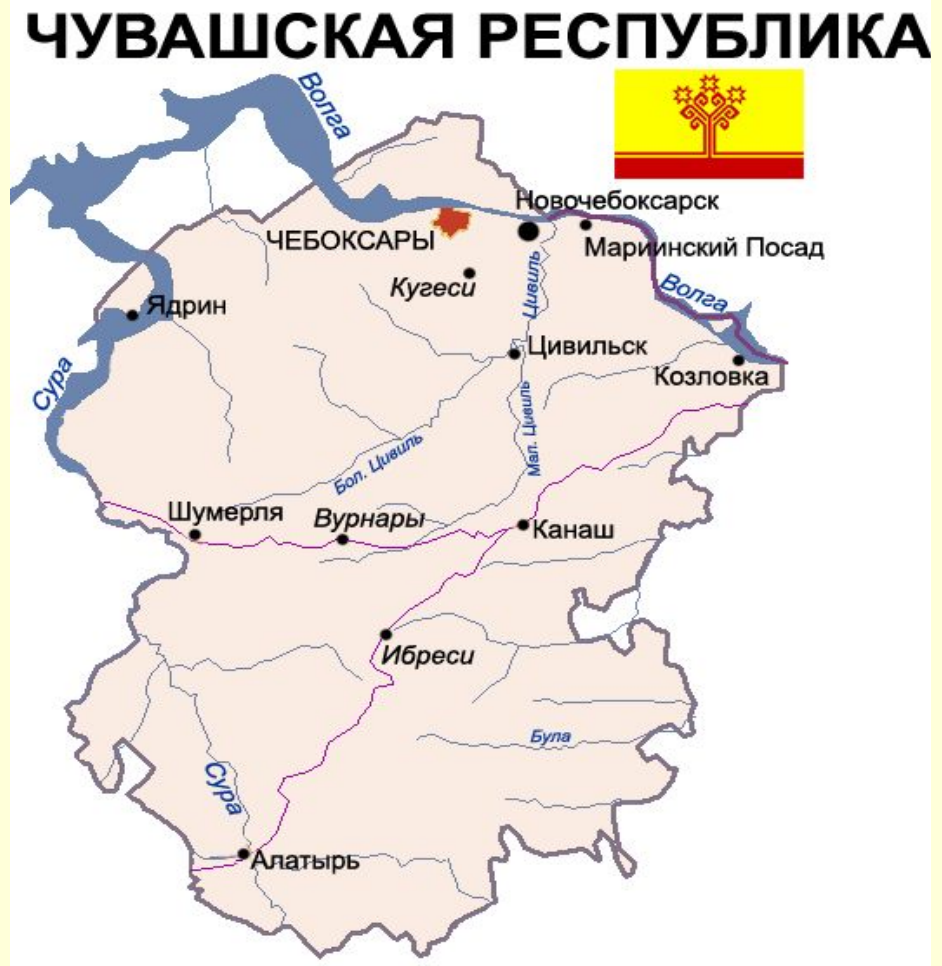 ЧУВАШСКАЯ РЕСПУБЛИКА
Волга
Новочебоксарск
ЧЕБОКСАРЫ
Мариинский Посад
Кугеси
Цивиль
Волга
Ядрин
Цивильск
Сура
Козловка
Мал. Цивиль
Бол. Цивиль
Шумерля
Вурнары
Канаш
Ибреси
Була
Сура
Алатырь